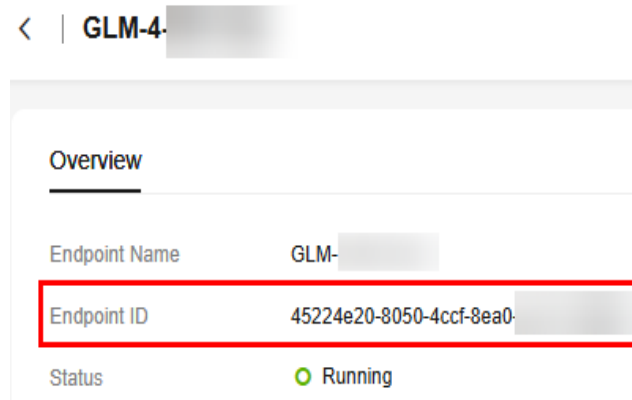 GLM-4-
Overview
Endpoint Name GLM-
Endpoint ID 45224e20-8050-4ccf-8ea0-
Status Running